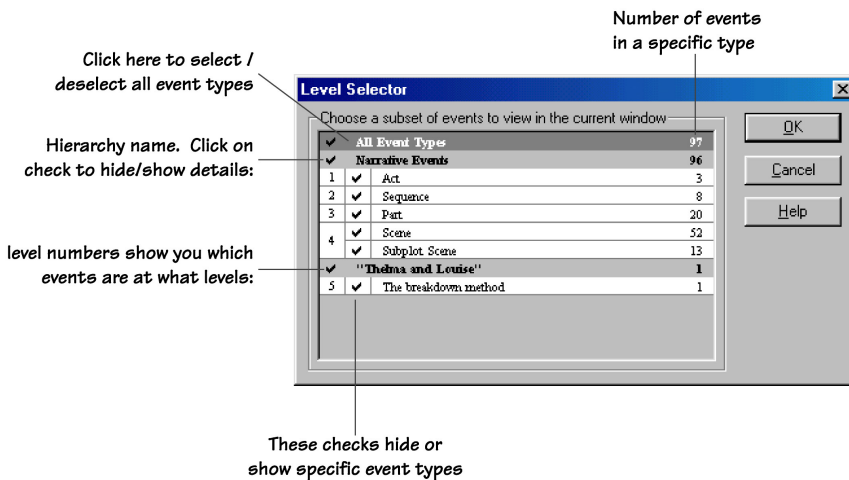 Number of events
in a specific type
Click here to select /
deselect all event types
Hierarchy name.  Click on
check to hide/show details:
level numbers show you which
events are at what levels:
Level Selector
Choose a subset of events to view in the current window
All Event Types 97
Narrative Events 96
1 Act 3
2 Sequence 8
3 Part 20
4 Scene 52
Subplot Scene 13
"Thelma and Louise" 1
5 The breakdown method 1
OK
Cancel
Help
These checks hide or
show specific event types